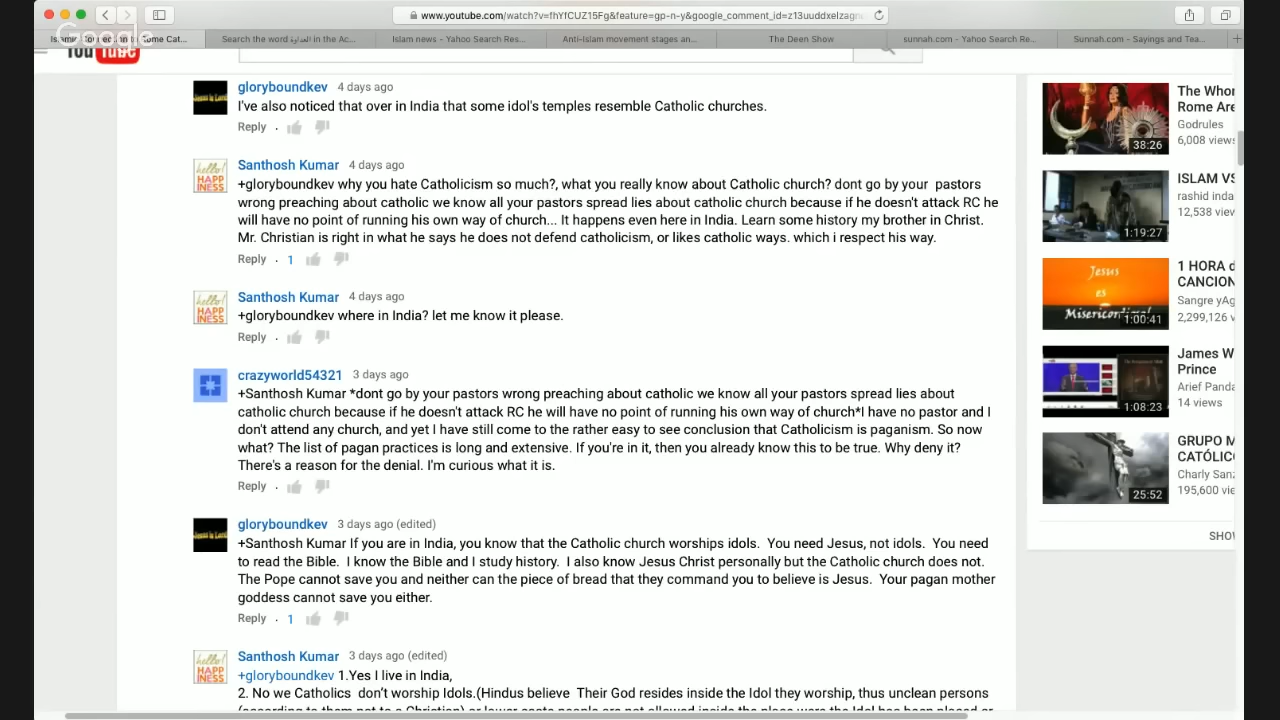 www.youtube.com/watch?v=fhYfCUZ15Fg&feature=gp-n-y&google_comment_id=z13uuddxelzagn
Google
Search the word العداوة in the Ac...
Islam news - Yahoo Search Res...
Anti-Islam movement stages an...
The Deen Show
sunnah.com - Yahoo Search Re...
Sunnah.com - Sayings and Tea...
gloryboundkev 4 days ago
I've also noticed that over in India that some idol's temples resemble Catholic churches.
Reply
Santhosh Kumar 4 days ago
+gloryboundkev why you hate Catholicism so much?, what you really know about Catholic church? dont go by your pastors
wrong preaching about catholic we know all your pastors spread lies about catholic church because if he doesn't attack RC he
will have no point of running his own way of church... It happens even here in India. Learn some history my brother in Christ.
Mr. Christian is right in what he says he does not defend catholicism, or likes catholic ways. which i respect his way.
Reply · 1
Santhosh Kumar 4 days ago
+gloryboundkev where in India? let me know it please.
Reply ·
crazyworld54321 3 days ago
+Santhosh Kumar *dont go by your pastors wrong preaching about catholic we know all your pastors spread lies about
catholic church because if he doesn't attack RC he will have no point of running his own way of church*I have no pastor and I
don't attend any church, and yet I have still come to the rather easy to see conclusion that Catholicism is paganism. So now
what? The list of pagan practices is long and extensive. If you're in it, then you already know this to be true. Why deny it?
There's a reason for the denial. I'm curious what it is.
Reply ·
gloryboundkev 3 days ago (edited)
+Santhosh Kumar If you are in India, you know that the Catholic church worships idols. You need Jesus, not idols. You need
to read the Bible. I know the Bible and I study history. I also know Jesus Christ personally but the Catholic church does not.
The Pope cannot save you and neither can the piece of bread that they command you to believe is Jesus. Your pagan mother
goddess cannot save you either.
Reply · 1
Santhosh Kumar 3 days ago (edited)
+gloryboundkev 1.Yes I live in India,
2. No we Catholics don't worship Idols.(Hindus believe Their God resides inside the Idol they worship, thus unclean persons
hello!
HAPP
INESS
Jesus is Lord
The Whor
Rome Are
Godrules
6,008 views
38:26
ISLAM VS
rashid inda
12,538 view
1:19:27
1 HORA d
CANCION
Sangre yAg
2,299,126 v
Jesus
es
Misericordioso!
1:00:41
James W
Prince
Arief Panda
14 views
1:08:23
GRUPO M
CATÓLIC
Charly Sanz
195,600 vie
25:52
SHOW